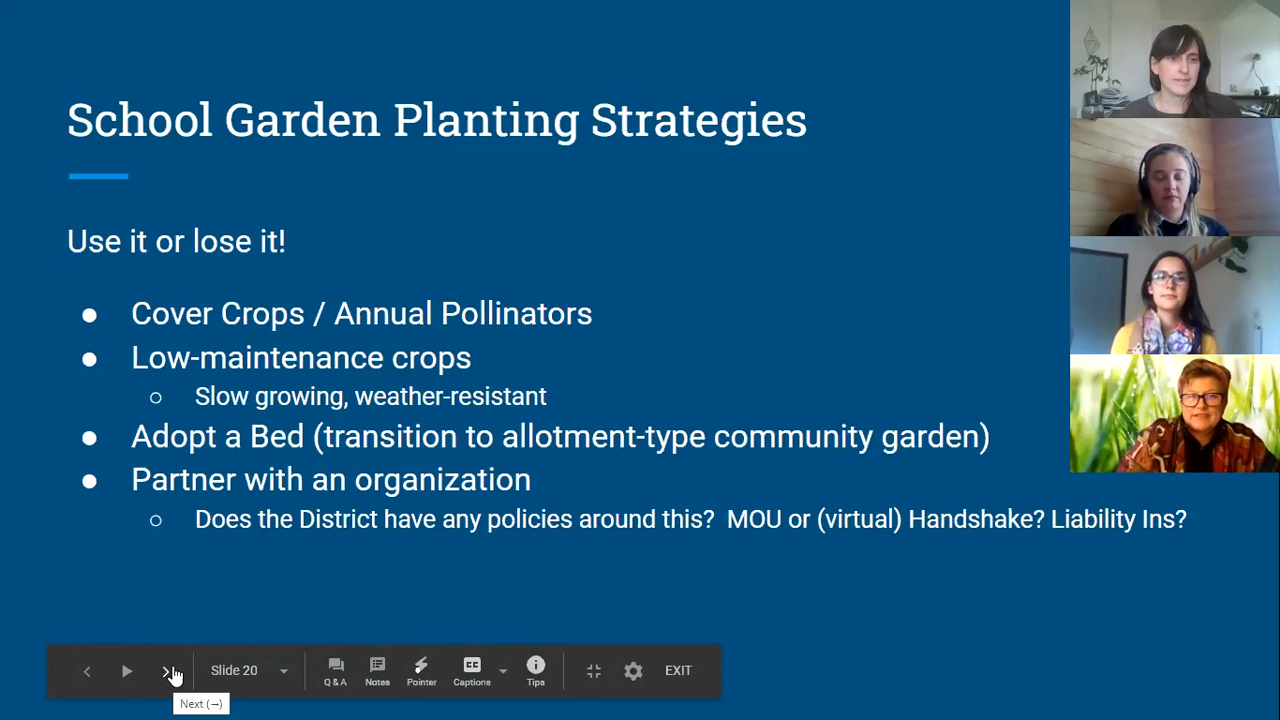 School Garden Planting Strategies
Use it or lose it!
● Cover Crops / Annual Pollinators
● Low-maintenance crops
○ Slow growing, weather-resistant
● Adopt a Bed (transition to allotment-type community garden)
● Partner with an organization
○ Does the District have any policies around this? MOU or (virtual) Handshake? Liability Ins?
Slide 20
Q & A
Notes
Pointer
CC
Captions
Tips
EXIT
Next (→)